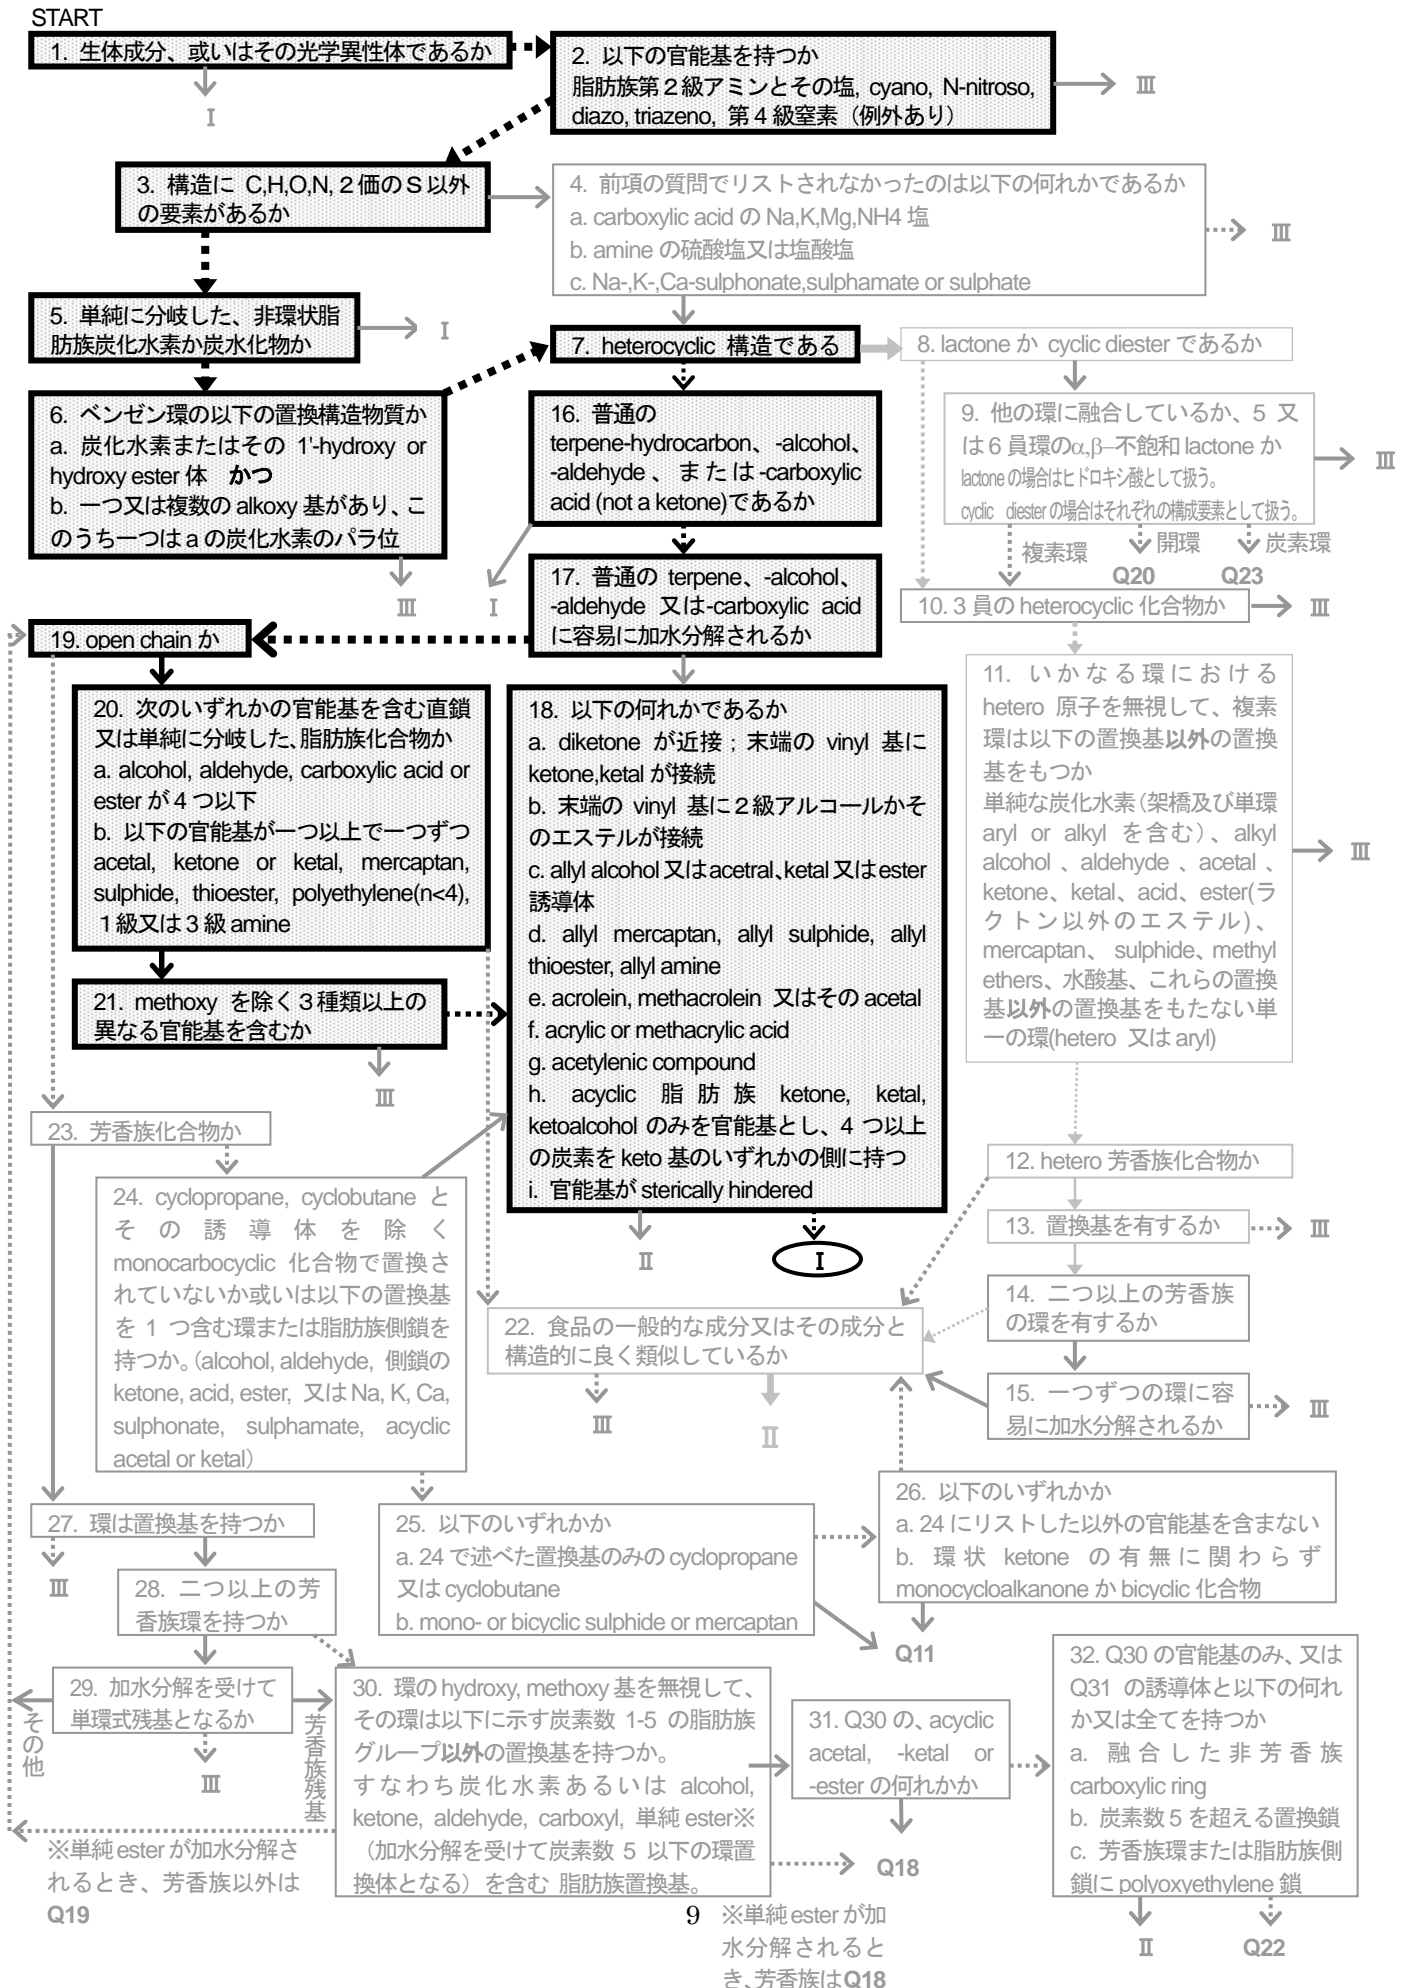 START
1. 生体成分、或いはその光学異性体であるか
I
2. 以下の官能基を持つか
脂肪族第２級アミンとその塩, cyano, N-nitroso,
diazo, triazeno, 第４級窒素（例外あり）
III
3. 構造に C,H,O,N,２価のS以外
の要素があるか
4. 前項の質問でリストされなかったのは以下の何れかであるか
a. carboxylic acid の Na,K,Mg,NH4 塩
b. amine の硫酸塩又は塩酸塩
c. Na-,K-,Ca-sulphonate,sulphamate or sulphate
III
5. 単純に分岐した、非環状脂
肪族炭化水素か炭水化物か
I
6. ベンゼン環の以下の置換構造物質か
a. 炭化水素またはその 1'-hydroxy or
hydroxy ester 体　かつ
b. 一つ又は複数の alkoxy 基があり、こ
のうち一つは a の炭化水素のパラ位
III
7. heterocyclic 構造である
8. lactone か cyclic diester であるか
9. 他の環に融合しているか、5 又
は 6 員環のα,β−不飽和 lactone か
lactone の場合はヒドロキシ酸として扱う。
cyclic diester の場合はそれぞれの構成要素として扱う。
III
複素環
開環
炭素環
Q20
Q23
10. 3 員の heterocyclic 化合物か
III
16. 普通の
terpene-hydrocarbon、-alcohol、
-aldehyde 、または-carboxylic
acid (not a ketone)であるか
I
17. 普通の terpene、-alcohol、
-aldehyde 又は-carboxylic acid
に容易に加水分解されるか
19. open chain か
20. 次のいずれかの官能基を含む直鎖
又は単純に分岐した、脂肪族化合物か
a. alcohol, aldehyde, carboxylic acid or
ester が 4 つ以下
b. 以下の官能基が一つ以上で一つずつ
acetal, ketone or ketal, mercaptan,
sulphide, thioester, polyethylene(n<4),
１級又は３級 amine
21. methoxy を除く３種類以上の
異なる官能基を含むか
III
18. 以下の何れかであるか
a. diketone が近接；末端の vinyl 基に
ketone,ketal が接続
b. 末端の vinyl 基に２級アルコールかそ
のエステルが接続
c. allyl alcohol 又は acetral、ketal 又は ester
誘導体
d. allyl mercaptan, allyl sulphide, allyl
thioester, allyl amine
e. acrolein, methacrolein 又はその acetal
f. acrylic or methacrylic acid
g. acetylenic compound
h. acyclic 脂肪族 ketone, ketal,
ketoalcohol のみを官能基とし、4 つ以上
の炭素を keto 基のいずれかの側に持つ
i. 官能基が sterically hindered
II
I
11. いかなる環における
hetero 原子を無視して、複素
環は以下の置換基以外の置換
基をもつか
単純な炭化水素（架橋及び単環
aryl or alkyl を含む）、alkyl
alcohol 、aldehyde 、acetal 、
ketone、ketal、acid、ester(ラ
クトン以外のエステル)、
mercaptan、 sulphide、methyl
ethers、水酸基、これらの置換
基以外の置換基をもたない単
一の環(hetero 又は aryl)
III
12. hetero 芳香族化合物か
13. 置換基を有するか
III
14. 二つ以上の芳香族
の環を有するか
15. 一つずつの環に容
易に加水分解されるか
III
22. 食品の一般的な成分又はその成分と
構造的に良く類似しているか
III
II
23. 芳香族化合物か
24. cyclopropane, cyclobutane と
その誘導体を除く
monocarbocyclic 化合物で置換さ
れていないか或いは以下の置換基
を 1 つ含む環または脂肪族側鎖を
持つか。（alcohol, aldehyde, 側鎖の
ketone, acid, ester, 又は Na, K, Ca,
sulphonate, sulphamate, acyclic
acetal or ketal）
25. 以下のいずれかか
a. 24 で述べた置換基のみの cyclopropane
又は cyclobutane
b. mono- or bicyclic sulphide or mercaptan
26. 以下のいずれかか
a. 24 にリストした以外の官能基を含まない
b. 環状 ketone の有無に関わらず
monocycloalkanone か bicyclic 化合物
Q11
27. 環は置換基を持つか
III
28. 二つ以上の芳
香族環を持つか
29. 加水分解を受けて
単環式残基となるか
その他
芳香族残基
III
30. 環の hydroxy, methoxy 基を無視して、
その環は以下に示す炭素数 1-5 の脂肪族
グループ以外の置換基を持つか。
すなわち炭化水素あるいは alcohol,
ketone, aldehyde, carboxyl, 単純 ester※
（加水分解を受けて炭素数 5 以下の環置
換体となる）を含む 脂肪族置換基。
31. Q30 の、acyclic
acetal, -ketal or
-ester の何れかか
Q18
32. Q30 の官能基のみ、又は
Q31 の誘導体と以下の何れ
か又は全てを持つか
a. 融合した非芳香族
carboxylic ring
b. 炭素数 5 を超える置換鎖
c. 芳香族環または脂肪族側
鎖に polyoxyethylene 鎖
II
Q22
※単純 ester が加水分解さ
れるとき、芳香族以外は
Q19
9
※単純 ester が加
水分解されると
き、芳香族は Q18